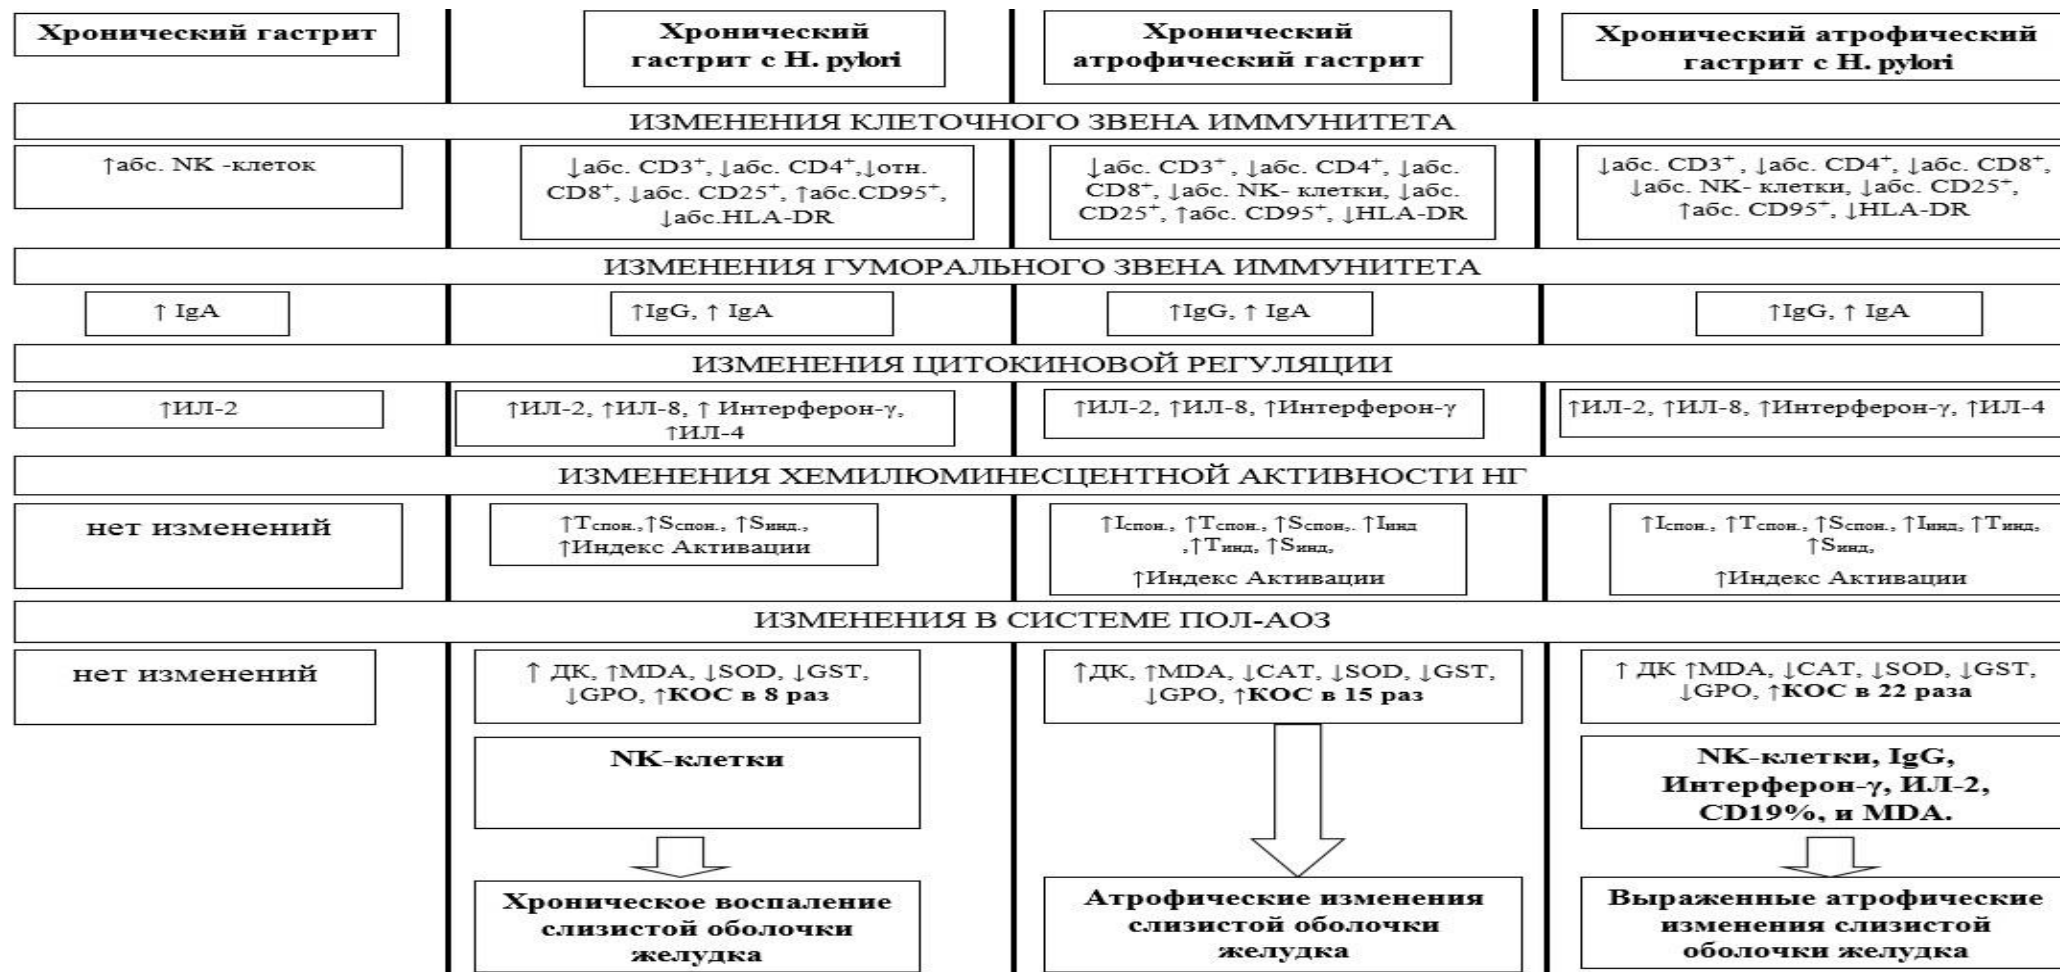 Хронический гастрит
Хронический
гастрит с H. pylori
Хронический
атрофический гастрит
Хронический атрофический
гастрит с H. pylori
ИЗМЕНЕНИЯ КЛЕТОЧНОГО ЗВЕНА ИММУНИТЕТА
↑абс. NK -клеток
↓абс. CD3⁺, ↓абс. CD4⁺,↓отн.
CD8⁺, ↓абс. CD25⁺, ↑абс.CD95⁺,
↓абс.HLA-DR
↓абс. CD3⁺, ↓абс. CD4⁺, ↓абс.
CD8⁺, ↓абс. NK- клетки, ↓абс.
CD25⁺, ↑абс. CD95⁺, ↓HLA-DR
↓абс. CD3⁺, ↓абс. CD4⁺, ↓абс. CD8⁺,
↓абс. NK- клетки, ↓абс. CD25⁺,
↑абс. CD95⁺, ↓HLA-DR
ИЗМЕНЕНИЯ ГУМОРАЛЬНОГО ЗВЕНА ИММУНИТЕТА
↑ IgA
↑IgG, ↑ IgA
↑IgG, ↑ IgA
↑IgG, ↑ IgA
ИЗМЕНЕНИЯ ЦИТОКИНОВОЙ РЕГУЛЯЦИИ
↑ИЛ-2
↑ИЛ-2, ↑ИЛ-8, ↑ Интерферон-γ,
↑ИЛ-4
↑ИЛ-2, ↑ИЛ-8, ↑Интерферон-γ
↑ИЛ-2, ↑ИЛ-8, ↑Интерферон-γ, ↑ИЛ-4
ИЗМЕНЕНИЯ ХЕМИЛЮМИНЕСЦЕНТНОЙ АКТИВНОСТИ НГ
нет изменений
↑Tспон.,↑Sспон., ↑Sинд.,
↑Индекс Активации
↑Iспон., ↑Tспон., ↑Sспон,. ↑Iинд
,↑Tинд, ↑Sинд,
↑Индекс Активации
↑Iспон., ↑Tспон., ↑Sспон., ↑Iинд, ↑Tинд,
↑Sинд,
↑Индекс Активации
ИЗМЕНЕНИЯ В СИСТЕМЕ ПОЛ-АОЗ
нет изменений
↑ ДК, ↑MDA, ↓SOD, ↓GST,
↓GPO, ↑КОС в 8 раз
↑ДК, ↑MDA, ↓CAT, ↓SOD, ↓GST,
↓GPO, ↑КОС в 15 раз
↑ ДК ↑MDA, ↓CAT, ↓SOD, ↓GST,
↓GPO, ↑КОС в 22 раза
NK-клетки
NK-клетки, IgG,
Интерферон-γ, ИЛ-2,
CD19%, и MDA.
Хроническое воспаление
слизистой оболочки
желудка
Атрофические изменения
слизистой оболочки
желудка
Выраженные атрофические
изменения слизистой
оболочки желудка